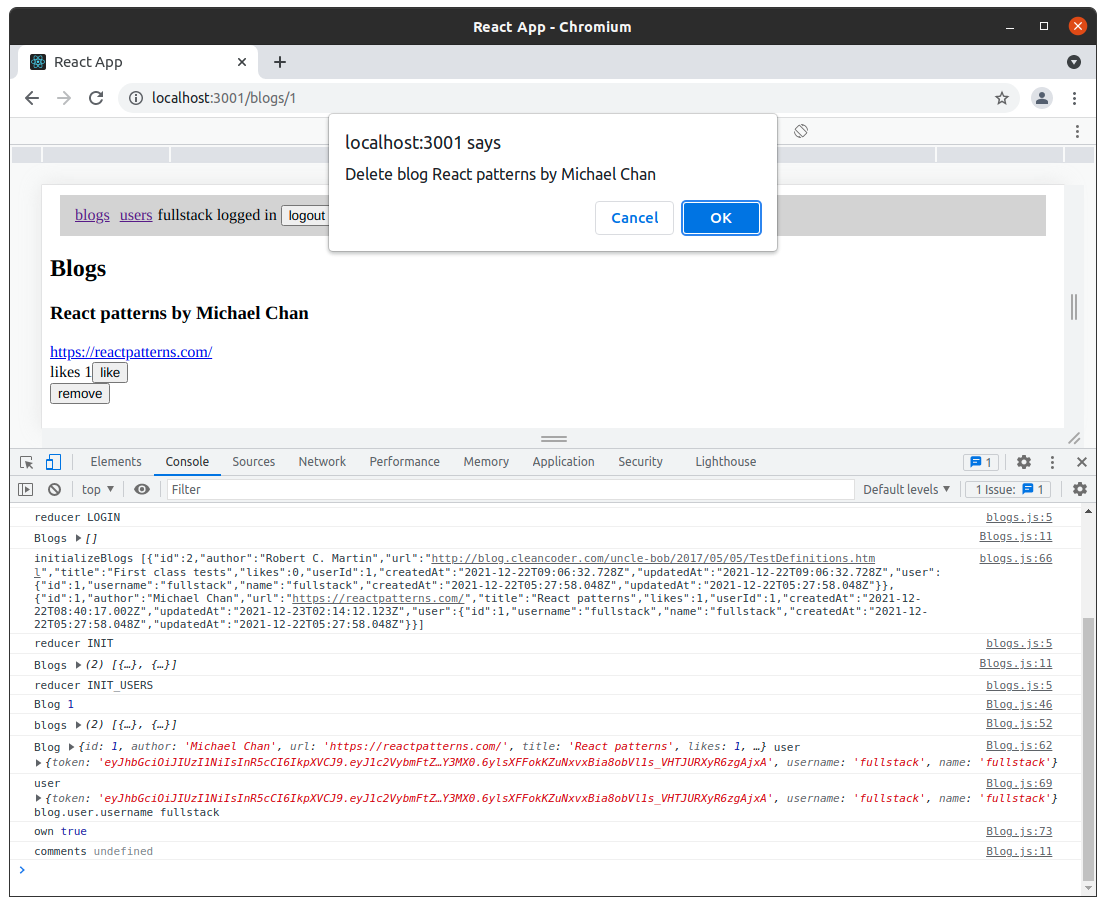 React App - Chromium
React App
localhost:3001/blogs/1
localhost:3001 says
Delete blog React patterns by Michael Chan
Cancel OK
blogs users fullstack logged in logout
Blogs
React patterns by Michael Chan
https://reactpatterns.com/
likes 1 like
remove
Elements Console Sources Network Performance Memory Application Security Lighthouse 1
top Filter Default levels 1 Issue: 1
reducer LOGIN blogs.js:5
Blogs [] Blogs.js:11
initializeBlogs [{"id":2,"author":"Robert C. Martin","url":"http://blog.cleancoder.com/uncle-bob/2017/05/05/TestDefinitions.htm blogs.js:66
l","title":"First class tests","likes":0,"userId":1,"createdAt":"2021-12-22T09:06:32.728Z","updatedAt":"2021-12-22T09:06:32.728Z","user":
{"id":1,"username":"fullstack","name":"fullstack","createdAt":"2021-12-22T05:27:58.048Z","updatedAt":"2021-12-22T05:27:58.048Z"}},
{"id":1,"author":"Michael Chan","url":"https://reactpatterns.com/","title":"React patterns","likes":1,"userId":1,"createdAt":"2021-12-
22T08:40:17.002Z","updatedAt":"2021-12-23T02:14:12.123Z","user":{"id":1,"username":"fullstack","name":"fullstack","createdAt":"2021-12-
22T05:27:58.048Z","updatedAt":"2021-12-22T05:27:58.048Z"}}]
reducer INIT blogs.js:5
Blogs (2) [{…}, {…}] Blogs.js:11
reducer INIT_USERS blogs.js:5
Blog 1 Blog.js:46
blogs (2) [{…}, {…}] Blog.js:52
Blog {id: 1, author: 'Michael Chan', url: 'https://reactpatterns.com/', title: 'React patterns', likes: 1, …} user Blog.js:62
{token: 'eyJhbGciOiJIUzI1NiIsInR5cCI6IkpXVCJ9.eyJ1c2VybmFtZ…Y3MX0.6ylsXFFokKZuNxvxBia8obVl1s_VHTJURXyR6zgAjxA', username: 'fullstack', name: 'fullstack'}
user Blog.js:69
{token: 'eyJhbGciOiJIUzI1NiIsInR5cCI6IkpXVCJ9.eyJ1c2VybmFtZ…Y3MX0.6ylsXFFokKZuNxvxBia8obVl1s_VHTJURXyR6zgAjxA', username: 'fullstack', name: 'fullstack'}
blog.user.username fullstack
own true Blog.js:73
comments undefined Blog.js:11